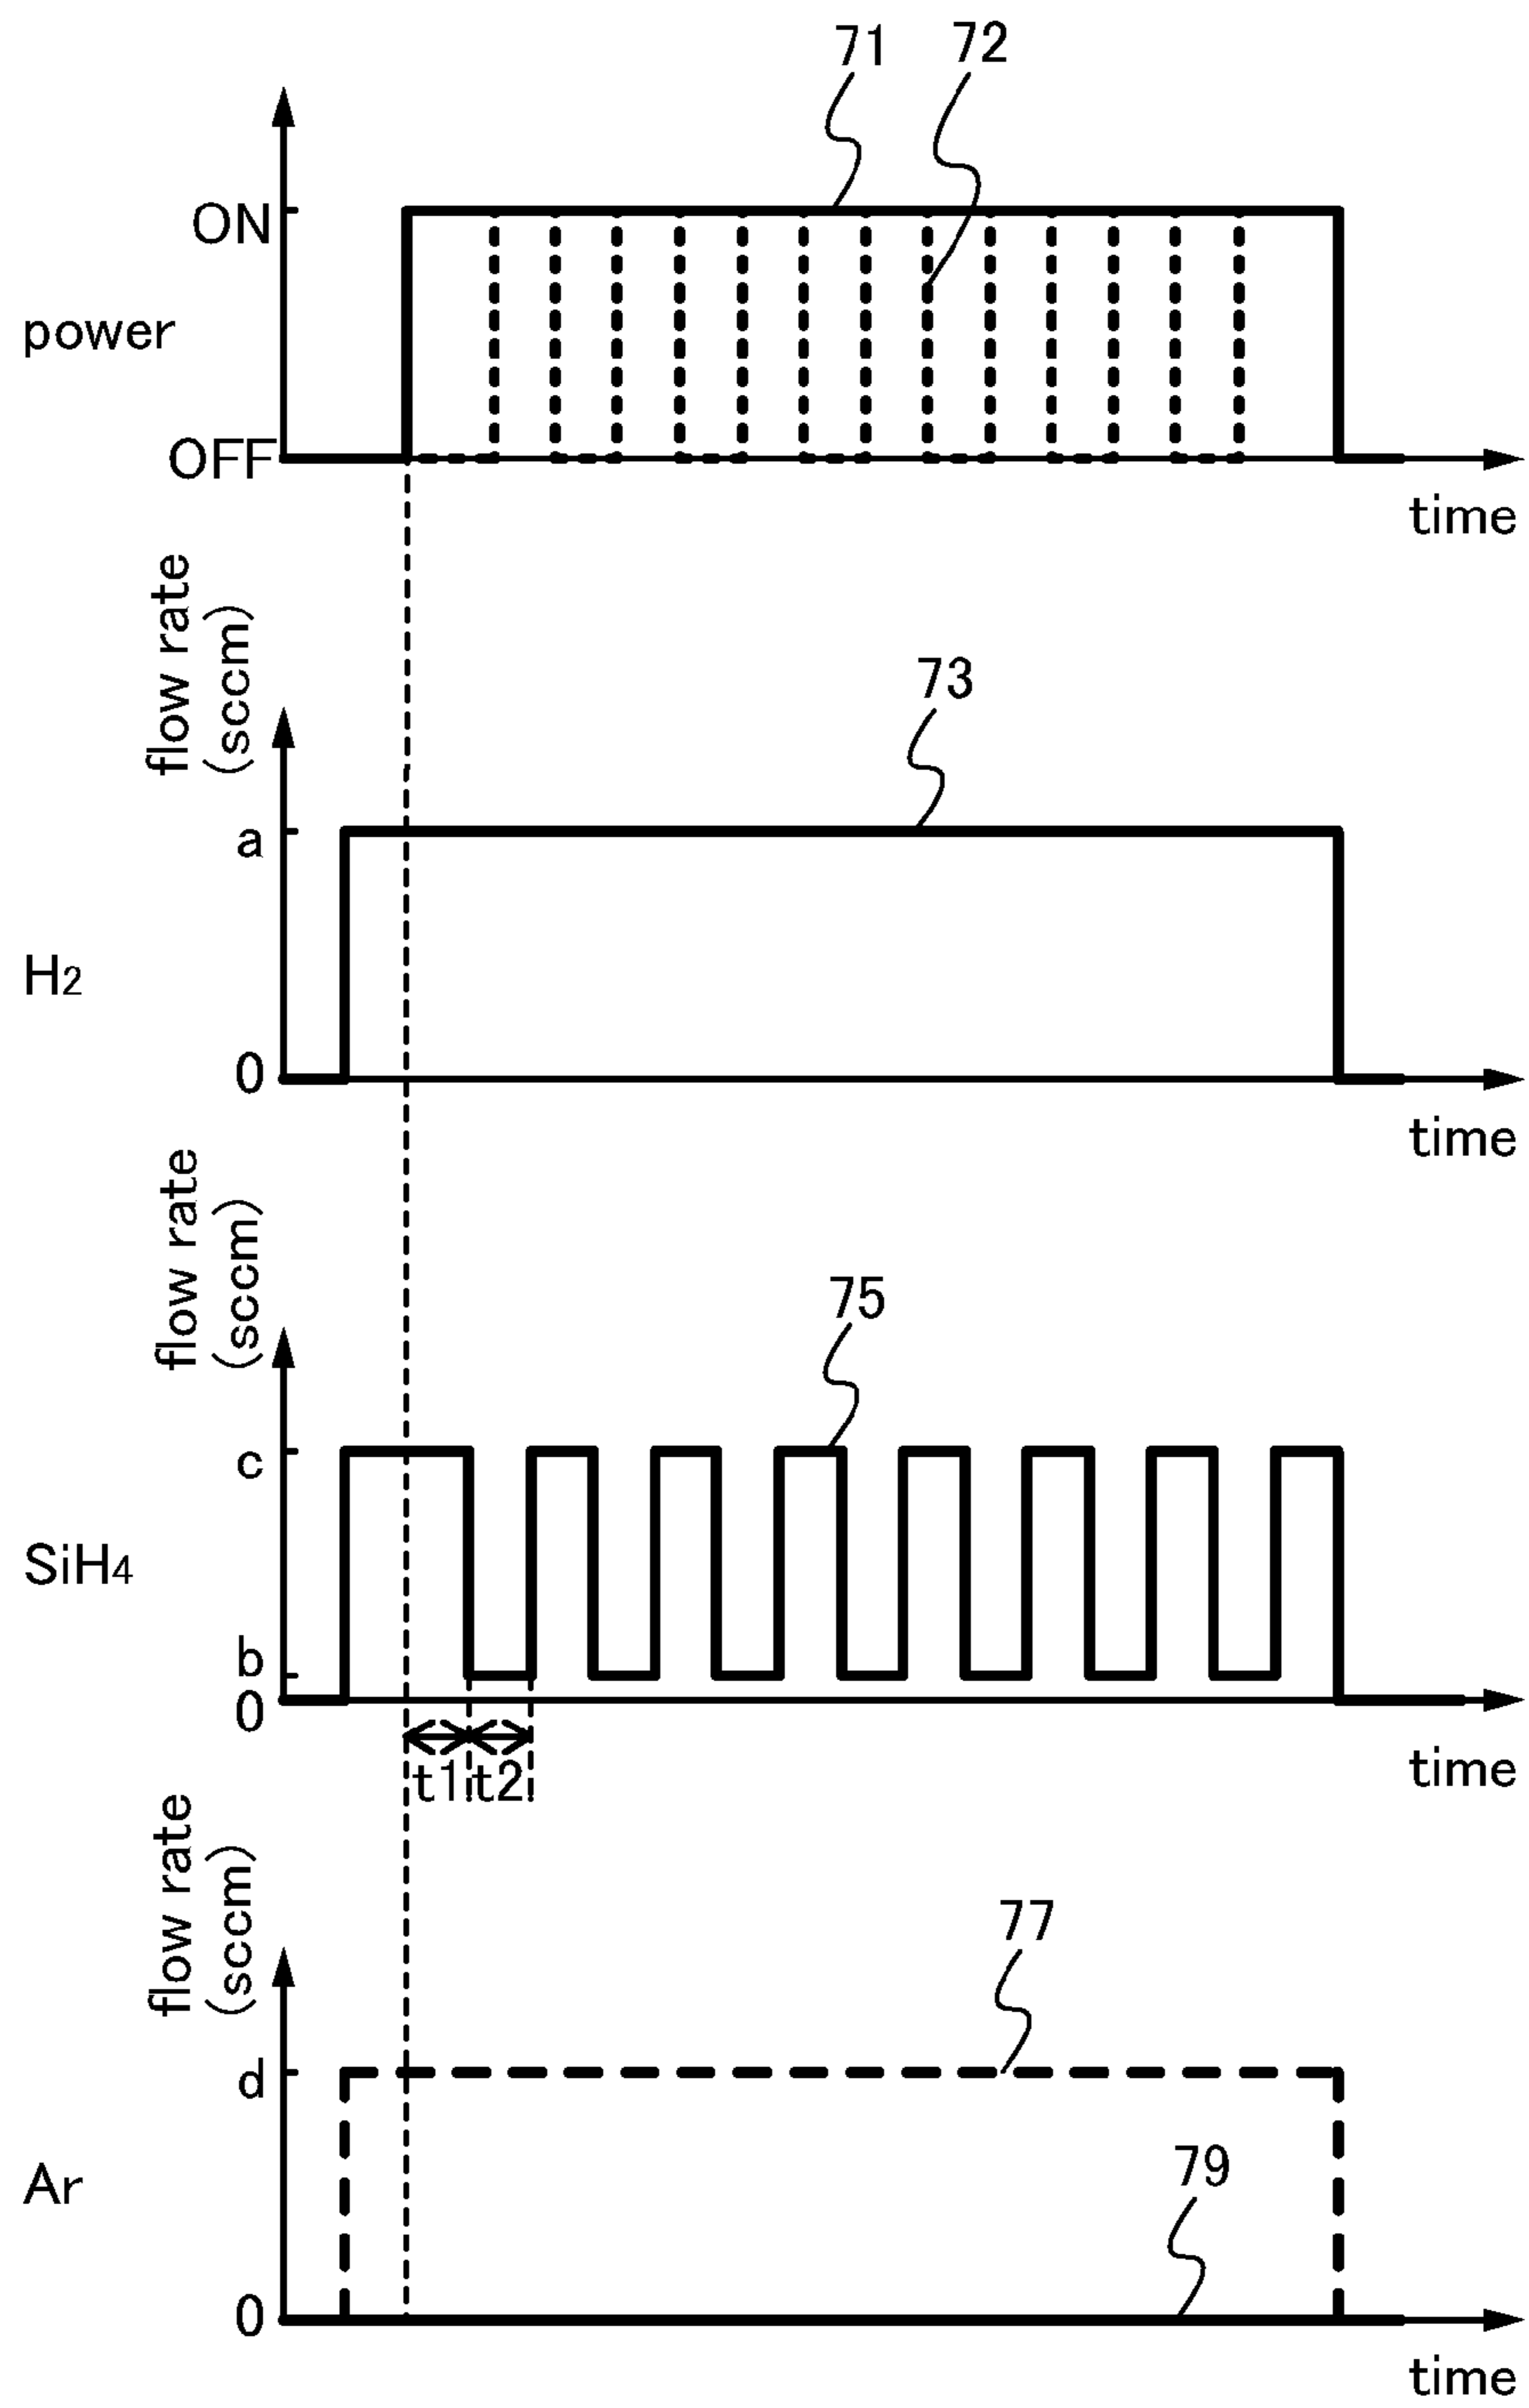 71 72
ON
power
OFF
time
flow rate
(sccm)
73
a
H2
0
time
flow rate
(sccm)
75
c
SiH4
b
0
t1 t2
time
flow rate
(sccm)
77
d
79
Ar
0
time